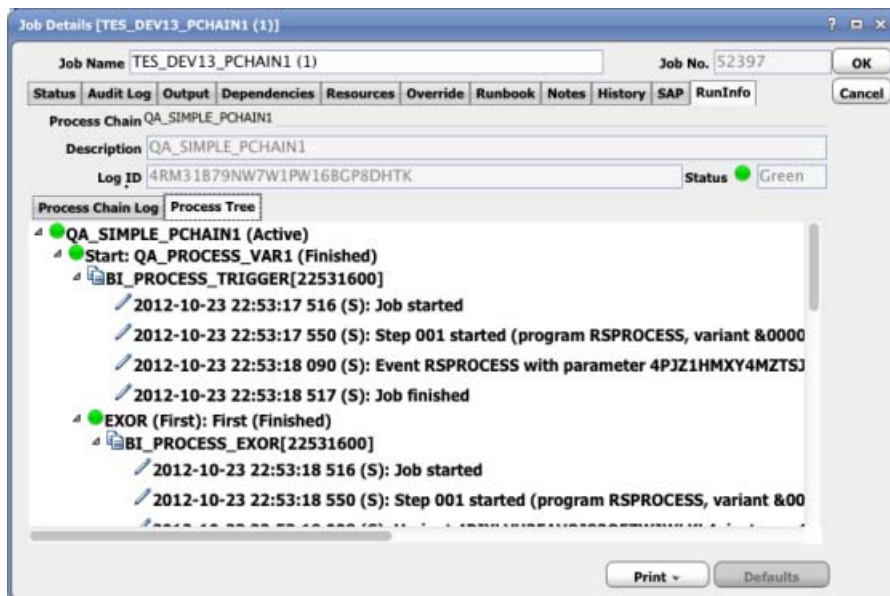 Job Details [TES_DEV13_PCHAIN1 (1)]
Job Name TES_DEV13_PCHAIN1 (1) Job No. 52397 OK
Status Audit Log Output Dependencies Resources Override Runbook Notes History SAP RunInfo Cancel
Process Chain QA_SIMPLE_PCHAIN1
Description QA_SIMPLE_PCHAIN1
Log ID 4RM31B79NW7W1PW16BGP8DHTK Status Green
Process Chain Log Process Tree
QA_SIMPLE_PCHAIN1 (Active)
Start: QA_PROCESS_VAR1 (Finished)
BI_PROCESS_TRIGGER[22531600]
2012-10-23 22:53:17 516 (S): Job started
2012-10-23 22:53:17 550 (S): Step 001 started (program RSPROCESS, variant &0000
2012-10-23 22:53:18 090 (S): Event RSPROCESS with parameter 4PJZ1HMXY4MZTSJ
2012-10-23 22:53:18 517 (S): Job finished
EXOR (First): First (Finished)
BI_PROCESS_EXOR[22531600]
2012-10-23 22:53:18 516 (S): Job started
2012-10-23 22:53:18 550 (S): Step 001 started (program RSPROCESS, variant &00
Print Defaults